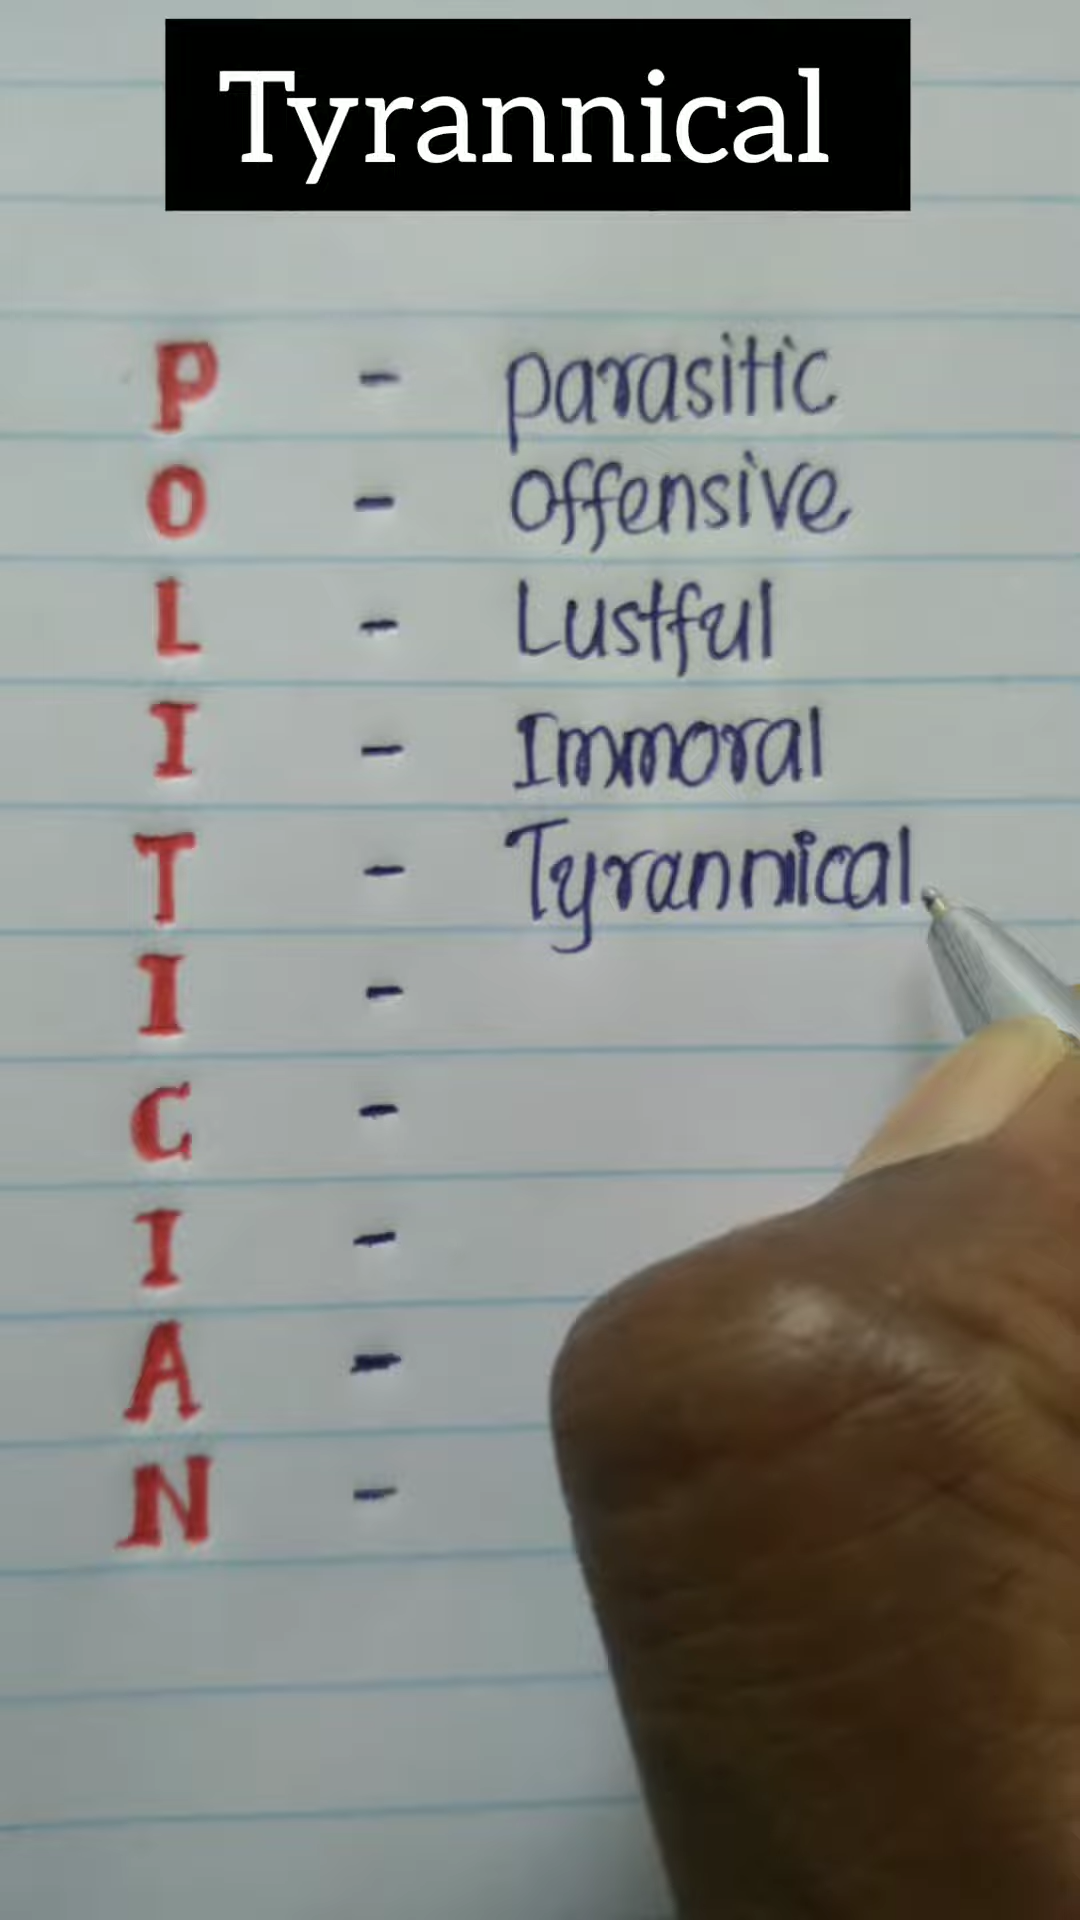 Tyrannical
P - parasitic
O - offensive
L - Lustful
I - Immoral
T - Tyrannical
I -
C -
I -
A -
N -